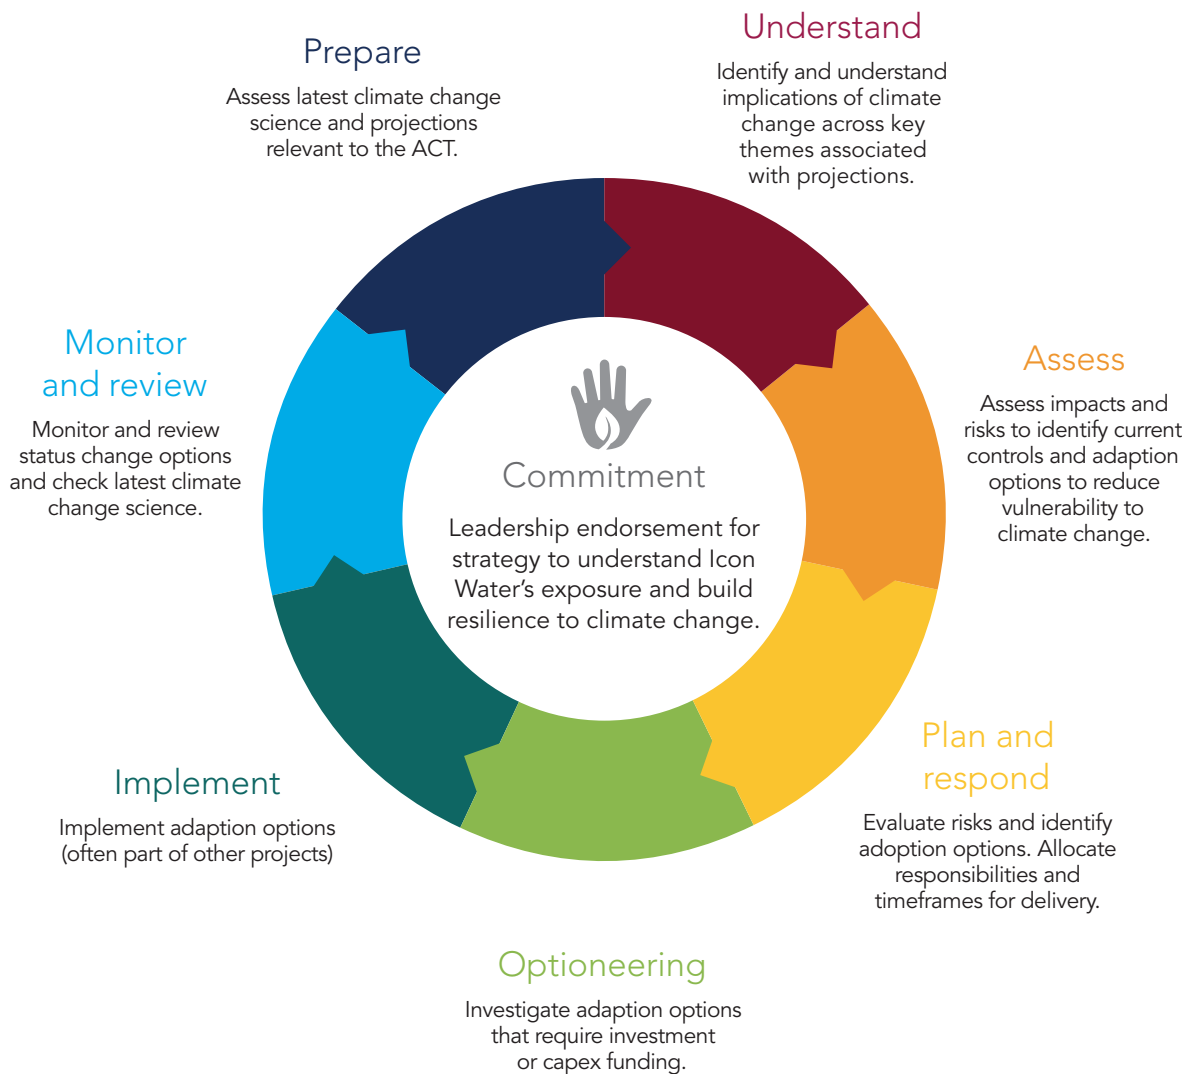 Prepare
Assess latest climate change
science and projections
relevant to the ACT.
Understand
Identify and understand
implications of climate
change across key
themes associated
with projections.
Assess
Assess impacts and
risks to identify current
controls and adaption
options to reduce
vulnerability to
climate change.
Plan and
respond
Evaluate risks and identify
adoption options. Allocate
responsibilities and
timeframes for delivery.
Optioneering
Investigate adaption options
that require investment
or capex funding.
Implement
Implement adaption options
(often part of other projects)
Monitor
and review
Monitor and review
status change options
and check latest climate
change science.
Commitment
Leadership endorsement for
strategy to understand Icon
Water’s exposure and build
resilience to climate change.